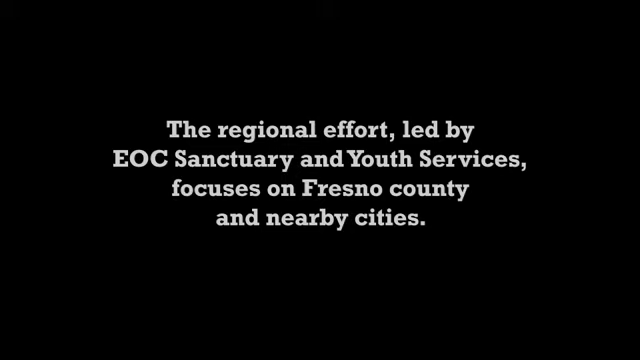 The regional effort, led by
EOC Sanctuary and Youth Services,
focuses on Fresno county
and nearby cities.